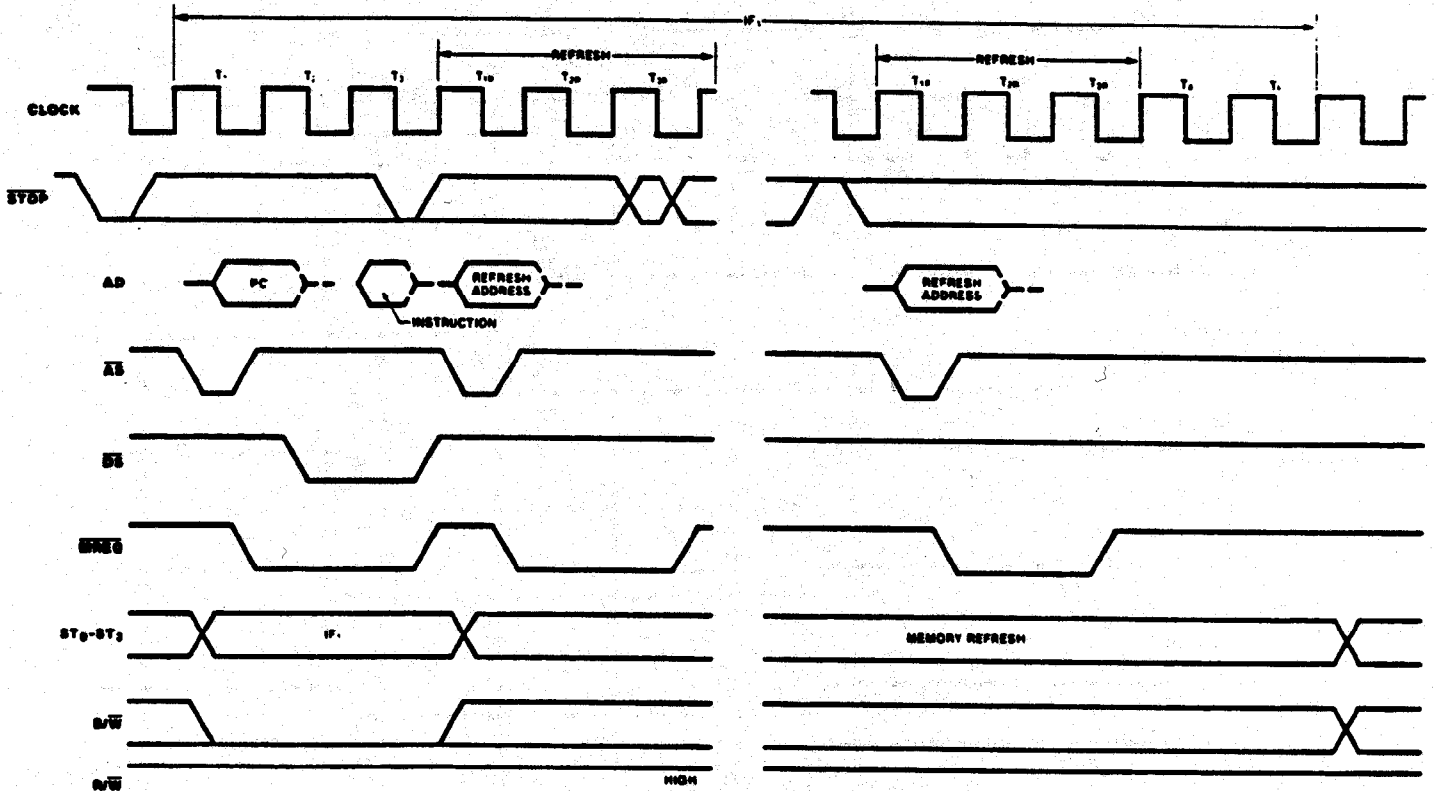 IF₁
REFRESH
REFRESH
T₁ T₂ T₃ T₁R T₂R T₃R
T₁R T₂R T₃R
CLOCK
STOP
AD
PC
REFRESH
ADDRESS
REFRESH
ADDRESS
INSTRUCTION
AS
DS
MREQ
ST₀-ST₃
IF₁
MEMORY REFRESH
B/W
R/W
HIGH